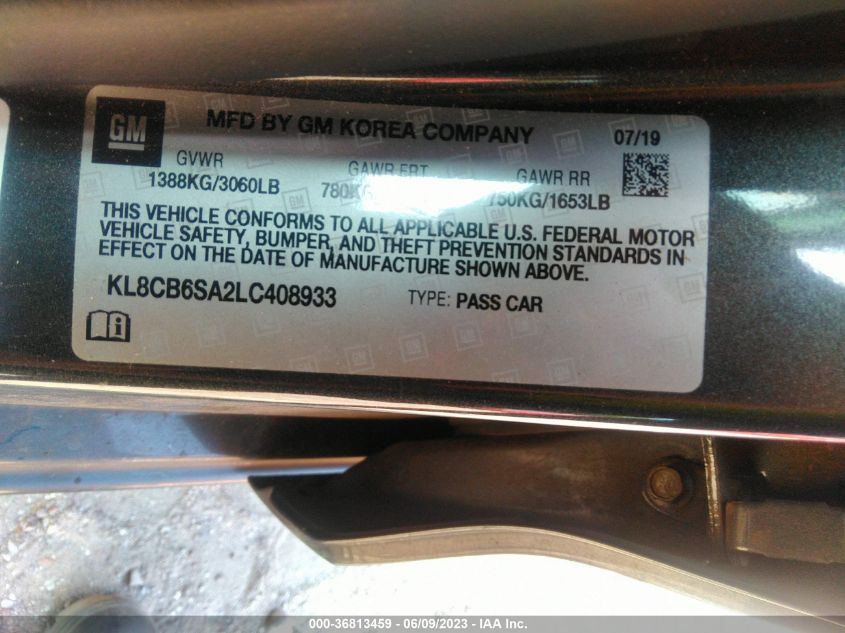 GM
MFD BY GM KOREA COMPANY
07/19
GVWR
GAWR FRT
GAWR RR
1388KG/3060LB
750KG/1653LB
THIS VEHICLE CONFORMS TO ALL APPLICABLE U.S. FEDERAL MOTOR
VEHICLE SAFETY, BUMPER, AND THEFT PREVENTION STANDARDS IN
EFFECT ON THE DATE OF MANUFACTURE SHOWN ABOVE.
KL8CB6SA2LC408933
TYPE: PASS CAR
000-36813459 - 06/09/2023 - IAA Inc.